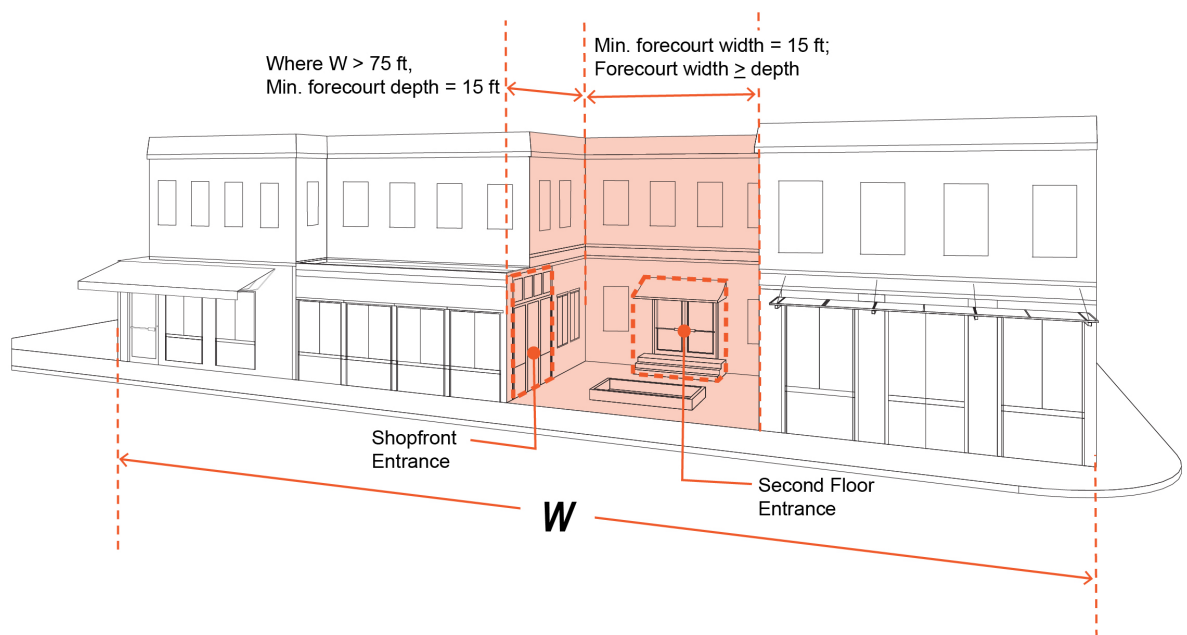 Where W > 75 ft,
Min. forecourt depth = 15 ft
Min. forecourt width = 15 ft;
Forecourt width ≥ depth
Shopfront
Entrance
Second Floor
Entrance
W